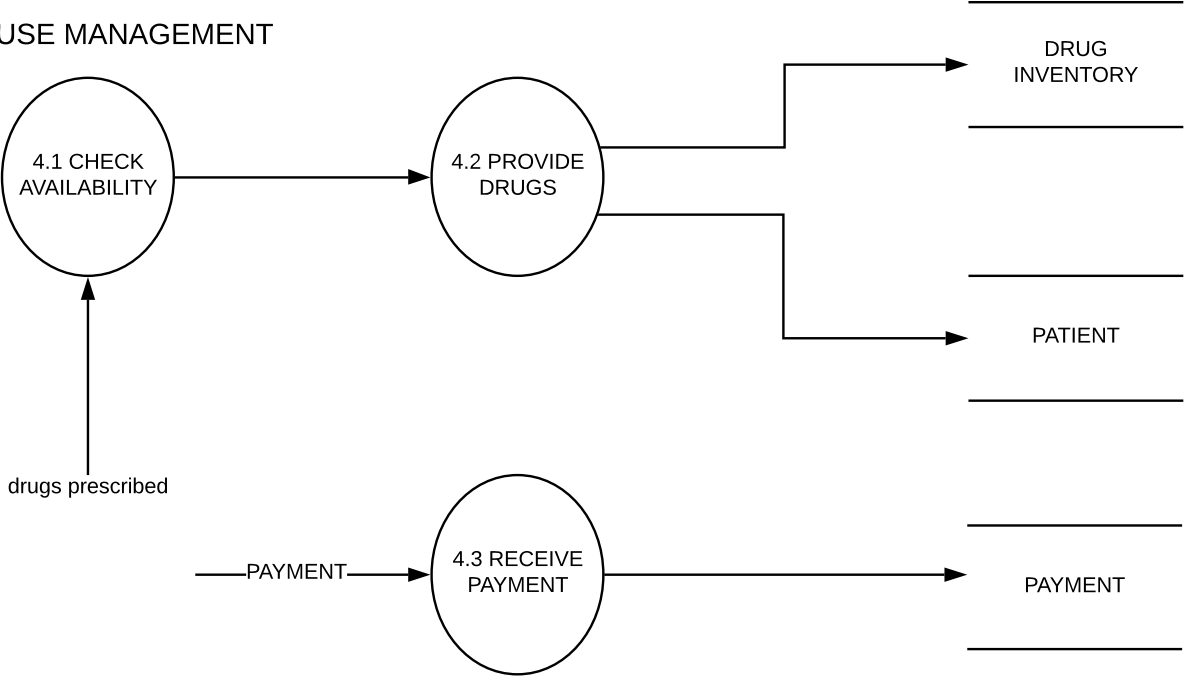 USE MANAGEMENT
DRUG
INVENTORY
4.1 CHECK
AVAILABILITY
4.2 PROVIDE
DRUGS
PATIENT
drugs prescribed
PAYMENT
4.3 RECEIVE
PAYMENT
PAYMENT